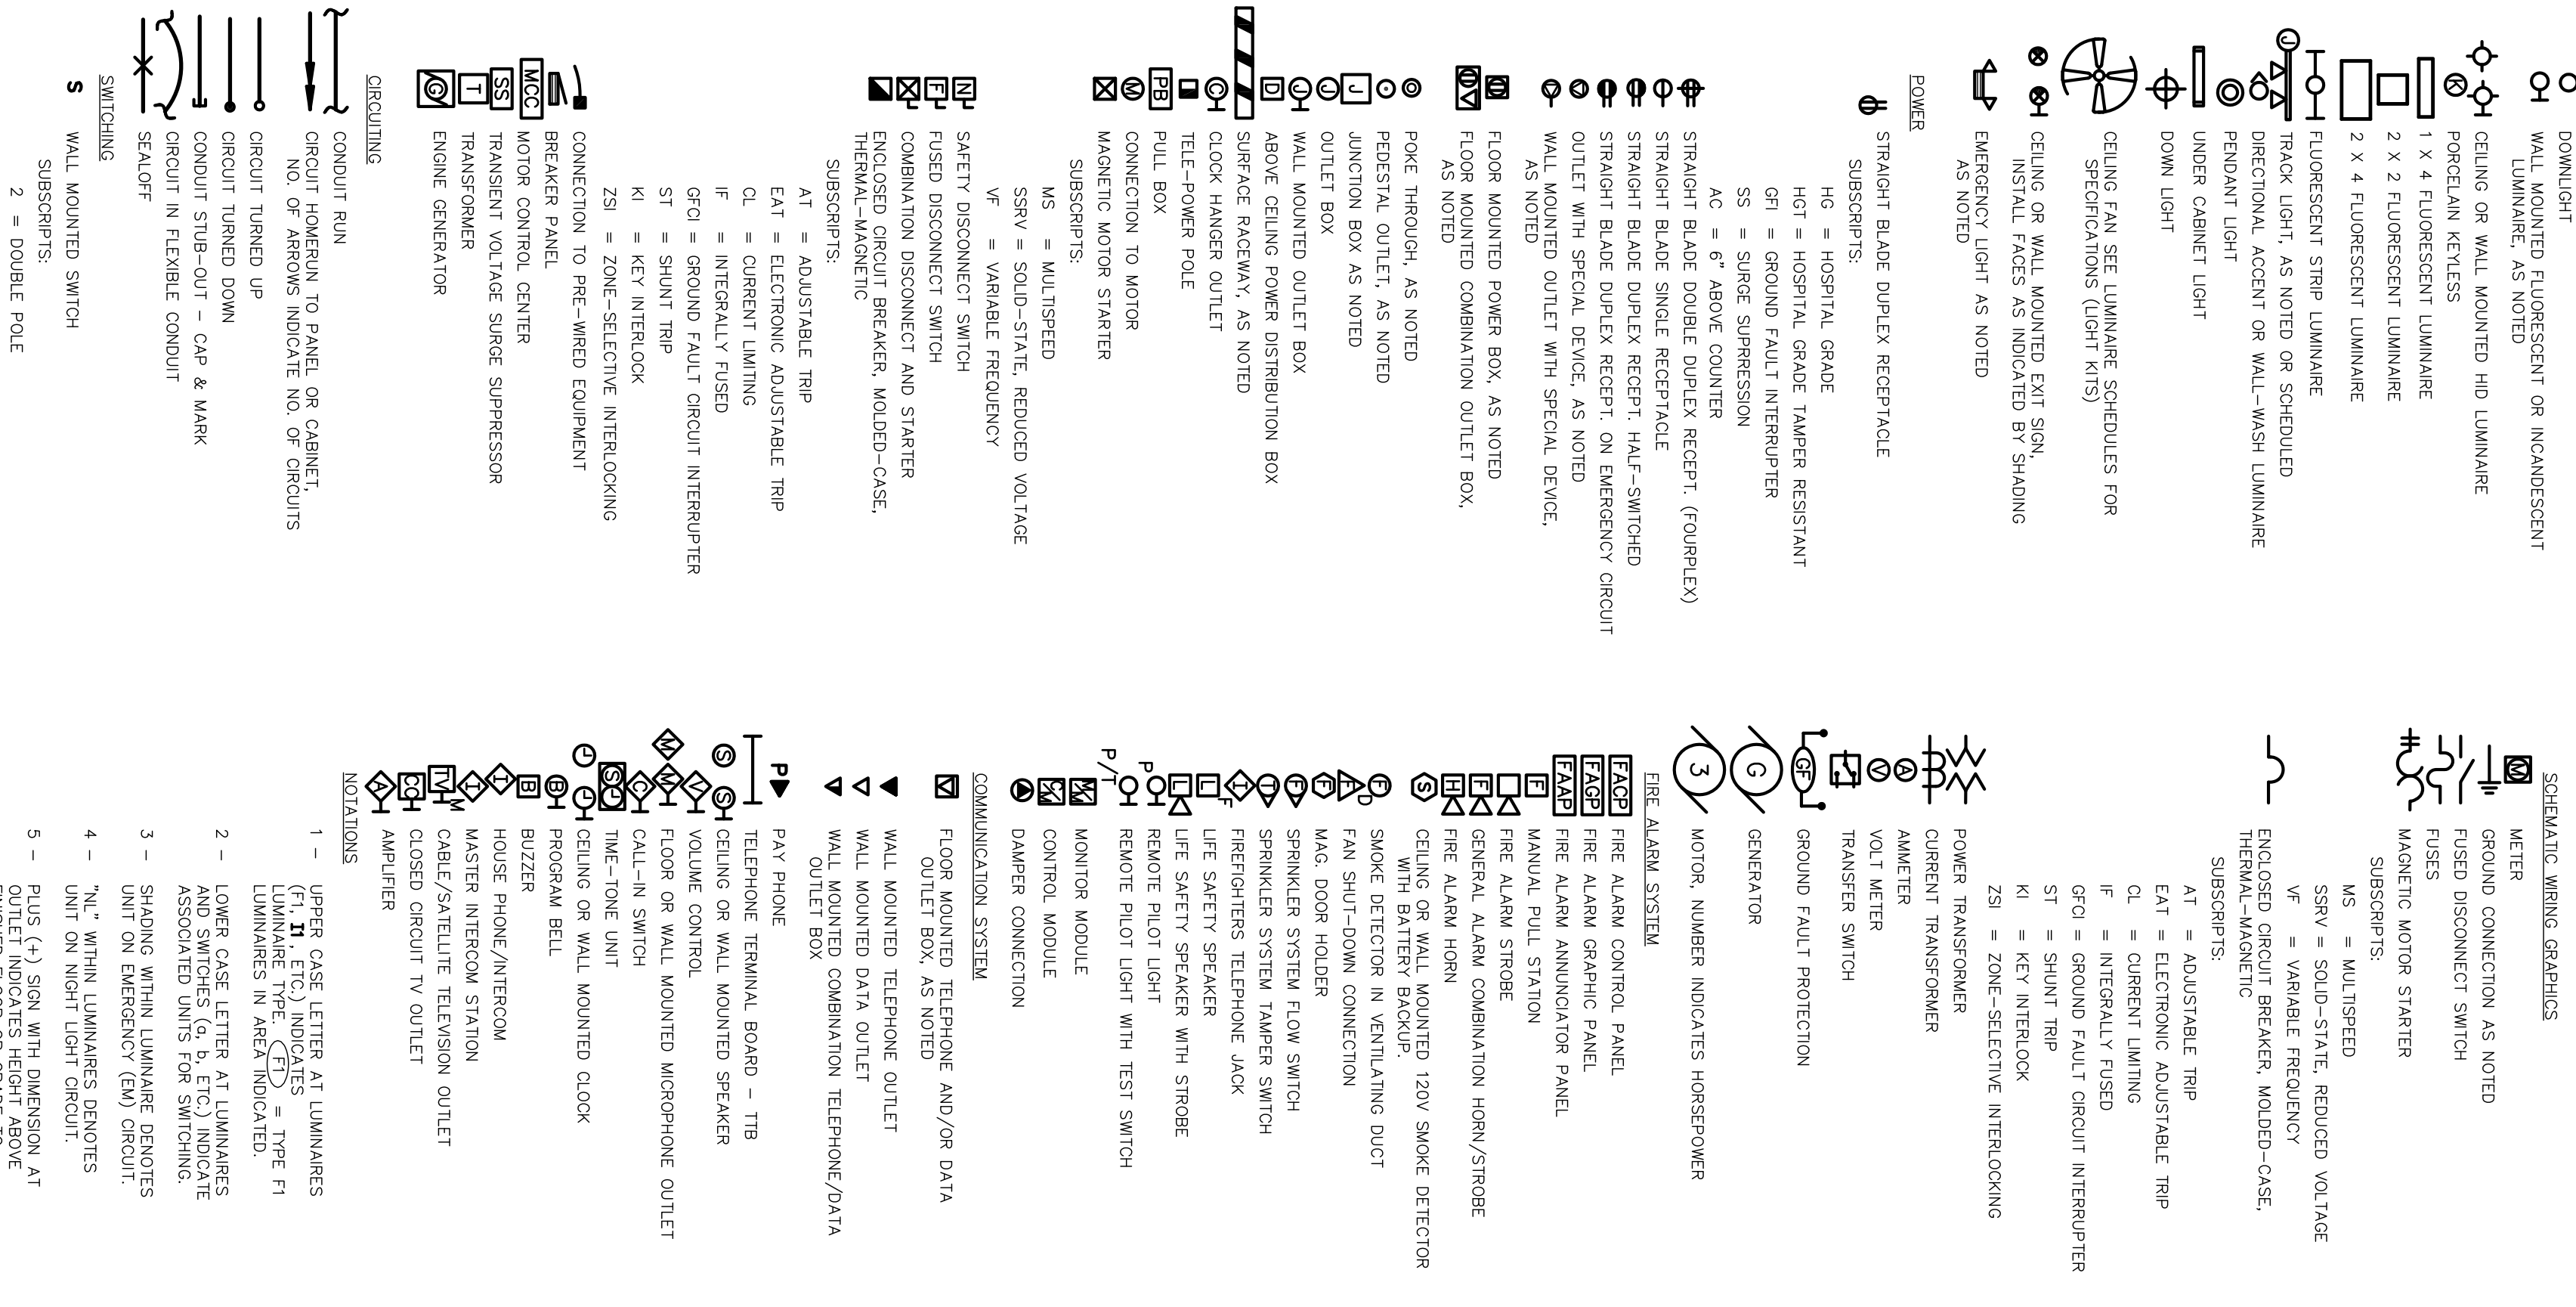 DOWNLIGHT
WALL MOUNTED FLUORESCENT OR INCANDESCENT
LUMINAIRE, AS NOTED
CEILING OR WALL MOUNTED HID LUMINAIRE
K PORCELAIN KEYLESS
1 X 4 FLUORESCENT LUMINAIRE
2 X 2 FLUORESCENT LUMINAIRE
2 X 4 FLUORESCENT LUMINAIRE
FLUORESCENT STRIP LUMINAIRE
J TRACK LIGHT, AS NOTED OR SCHEDULED
DIRECTIONAL ACCENT OR WALL-WASH LUMINAIRE
PENDANT LIGHT
UNDER CABINET LIGHT
DOWN LIGHT
CEILING FAN SEE LUMINAIRE SCHEDULES FOR
SPECIFICATIONS (LIGHT KITS)
CEILING OR WALL MOUNTED EXIT SIGN,
INSTALL FACES AS INDICATED BY SHADING
EMERGENCY LIGHT AS NOTED
AS NOTED
POWER
STRAIGHT BLADE DUPLEX RECEPTACLE
SUBSCRIPTS:
HG = HOSPITAL GRADE
HGT = HOSPITAL GRADE TAMPER RESISTANT
GFI = GROUND FAULT INTERRUPTER
SS = SURGE SUPRRESSION
AC = 6" ABOVE COUNTER
STRAIGHT BLADE DOUBLE DUPLEX RECEPT. (FOURPLEX)
STRAIGHT BLADE SINGLE RECEPTACLE
STRAIGHT BLADE DUPLEX RECEPT. HALF-SWITCHED
STRAIGHT BLADE DUPLEX RECEPT. ON EMERGENCY CIRCUIT
OUTLET WITH SPECIAL DEVICE, AS NOTED
WALL MOUNTED OUTLET WITH SPECIAL DEVICE,
AS NOTED
FLOOR MOUNTED POWER BOX, AS NOTED
FLOOR MOUNTED COMBINATION OUTLET BOX,
AS NOTED
POKE THROUGH, AS NOTED
PEDESTAL OUTLET, AS NOTED
J JUNCTION BOX AS NOTED
J OUTLET BOX
J WALL MOUNTED OUTLET BOX
D ABOVE CEILING POWER DISTRIBUTION BOX
SURFACE RACEWAY, AS NOTED
C CLOCK HANGER OUTLET
TELE-POWER POLE
PB PULL BOX
M CONNECTION TO MOTOR
MAGNETIC MOTOR STARTER
SUBSCRIPTS:
MS = MULTISPEED
SSRV = SOLID-STATE, REDUCED VOLTAGE
VF = VARIABLE FREQUENCY
N SAFETY DISCONNECT SWITCH
F FUSED DISCONNECT SWITCH
COMBINATION DISCONNECT AND STARTER
ENCLOSED CIRCUIT BREAKER, MOLDED-CASE,
THERMAL-MAGNETIC
SUBSCRIPTS:
AT = ADJUSTABLE TRIP
EAT = ELECTRONIC ADJUSTABLE TRIP
CL = CURRENT LIMITING
IF = INTEGRALLY FUSED
GFCI = GROUND FAULT CIRCUIT INTERRUPTER
ST = SHUNT TRIP
KI = KEY INTERLOCK
ZSI = ZONE-SELECTIVE INTERLOCKING
CONNECTION TO PRE-WIRED EQUIPMENT
BREAKER PANEL
MCC MOTOR CONTROL CENTER
SS TRANSIENT VOLTAGE SURGE SUPPRESSOR
T TRANSFORMER
G ENGINE GENERATOR
CIRCUITING
CONDUIT RUN
CIRCUIT HOMERUN TO PANEL OR CABINET,
NO. OF ARROWS INDICATE NO. OF CIRCUITS
CIRCUIT TURNED UP
CIRCUIT TURNED DOWN
CONDUIT STUB-OUT - CAP & MARK
CIRCUIT IN FLEXIBLE CONDUIT
SEALOFF
SWITCHING
S WALL MOUNTED SWITCH
SUBSCRIPTS:
2 = DOUBLE POLE
SCHEMATIC WIRING GRAPHICS
M METER
GROUND CONNECTION AS NOTED
FUSED DISCONNECT SWITCH
FUSES
MAGNETIC MOTOR STARTER
SUBSCRIPTS:
MS = MULTISPEED
SSRV = SOLID-STATE, REDUCED VOLTAGE
VF = VARIABLE FREQUENCY
ENCLOSED CIRCUIT BREAKER, MOLDED-CASE,
THERMAL-MAGNETIC
SUBSCRIPTS:
AT = ADJUSTABLE TRIP
EAT = ELECTRONIC ADJUSTABLE TRIP
CL = CURRENT LIMITING
IF = INTEGRALLY FUSED
GFCI = GROUND FAULT CIRCUIT INTERRUPTER
ST = SHUNT TRIP
KI = KEY INTERLOCK
ZSI = ZONE-SELECTIVE INTERLOCKING
POWER TRANSFORMER
CURRENT TRANSFORMER
A AMMETER
V VOLT METER
TRANSFER SWITCH
GF GROUND FAULT PROTECTION
G GENERATOR
3 MOTOR, NUMBER INDICATES HORSEPOWER
FIRE ALARM SYSTEM
FACP FIRE ALARM CONTROL PANEL
FAGP FIRE ALARM GRAPHIC PANEL
FAAP FIRE ALARM ANNUNCIATOR PANEL
F MANUAL PULL STATION
FIRE ALARM STROBE
F GENERAL ALARM COMBINATION HORN/STROBE
H FIRE ALARM HORN
S CEILING OR WALL MOUNTED 120V SMOKE DETECTOR
WITH BATTERY BACKUP.
F D SMOKE DETECTOR IN VENTILATING DUCT
F FAN SHUT-DOWN CONNECTION
F MAG. DOOR HOLDER
F SPRINKLER SYSTEM FLOW SWITCH
T SPRINKLER SYSTEM TAMPER SWITCH
I F FIREFIGHTERS TELEPHONE JACK
L LIFE SAFETY SPEAKER
L LIFE SAFETY SPEAKER WITH STROBE
P REMOTE PILOT LIGHT
P/T REMOTE PILOT LIGHT WITH TEST SWITCH
MONITOR MODULE
CONTROL MODULE
DAMPER CONNECTION
COMMUNICATION SYSTEM
FLOOR MOUNTED TELEPHONE AND/OR DATA
OUTLET BOX, AS NOTED
WALL MOUNTED TELEPHONE OUTLET
WALL MOUNTED DATA OUTLET
WALL MOUNTED COMBINATION TELEPHONE/DATA
OUTLET BOX
P PAY PHONE
TELEPHONE TERMINAL BOARD - TTB
S S CEILING OR WALL MOUNTED SPEAKER
V VOLUME CONTROL
M M FLOOR OR WALL MOUNTED MICROPHONE OUTLET
C CALL-IN SWITCH
S TIME-TONE UNIT
CEILING OR WALL MOUNTED CLOCK
B PROGRAM BELL
B BUZZER
I HOUSE PHONE/INTERCOM
I M MASTER INTERCOM STATION
TV CABLE/SATELLITE TELEVISION OUTLET
CC CLOSED CIRCUIT TV OUTLET
A AMPLIFIER
NOTATIONS
1 - UPPER CASE LETTER AT LUMINAIRES
(F1, I1, ETC.) INDICATES
LUMINAIRE TYPE. F1 = TYPE F1
LUMINAIRES IN AREA INDICATED.
2 - LOWER CASE LETTER AT LUMINAIRES
AND SWITCHES (a, b, ETC.) INDICATE
ASSOCIATED UNITS FOR SWITCHING.
3 - SHADING WITHIN LUMINAIRE DENOTES
UNIT ON EMERGENCY (EM) CIRCUIT.
4 - "NL" WITHIN LUMINAIRES DENOTES
UNIT ON NIGHT LIGHT CIRCUIT.
5 - PLUS (+) SIGN WITH DIMENSION AT
OUTLET INDICATES HEIGHT ABOVE